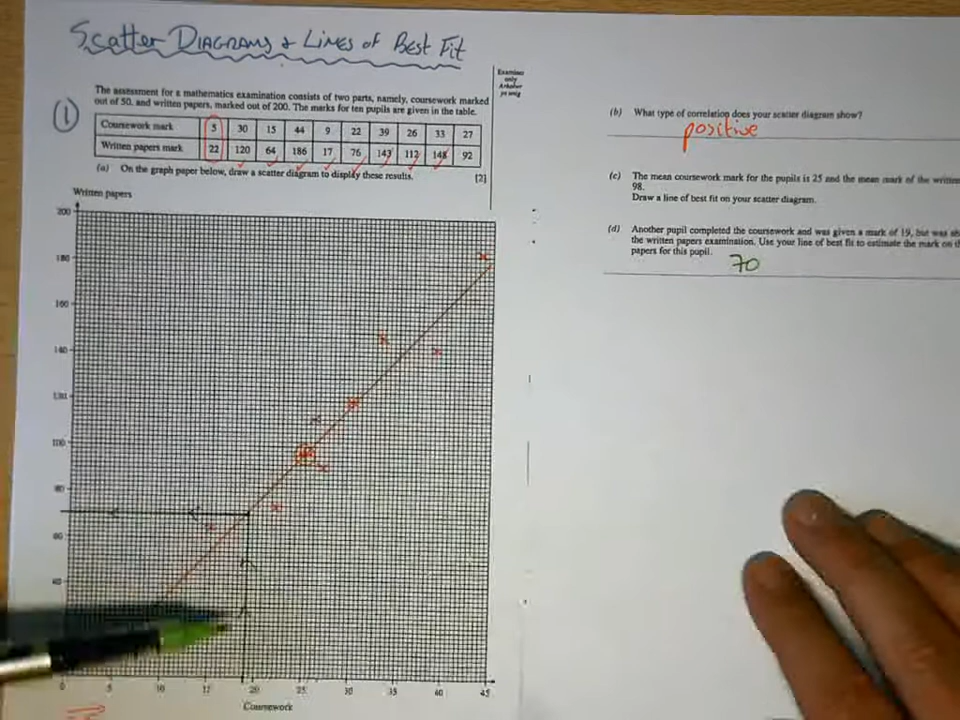 Scatter Diagrams & Lines of Best Fit
Examiner
only
The assessment for a mathematics examination consists of two parts, namely, coursework marked
out of 50, and written papers, marked out of 200. The marks for ten pupils are given in the table.
1
Coursework mark 5 30 15 44 9 22 39 26 33 27
Written papers mark 22 120 64 186 17 76 143 112 148 92
(a) On the graph paper below, draw a scatter diagram to display these results.
[2]
Written papers
200
180
160
140
120
100
80
60
40
0 5 10 15 20 25 30 35 40 45
Coursework
(b) What type of correlation does your scatter diagram show?
positive
(c) The mean coursework mark for the pupils is 25 and the mean mark of the
98.
Draw a line of best fit on your scatter diagram.
(d) Another pupil completed the coursework and was given a mark of 19, but was
the written papers examination. Use your line of best fit to estimate the mark on
papers for this pupil.
70